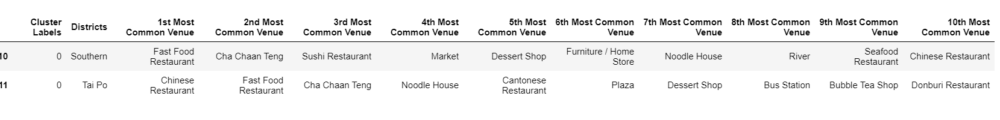 Cluster Labels Districts 1st Most Common Venue 2nd Most Common Venue 3rd Most Common Venue 4th Most Common Venue 5th Most Common Venue 6th Most Common Venue 7th Most Common Venue 8th Most Common Venue 9th Most Common Venue 10th Most Common Venue
10 0 Southern Fast Food Restaurant Cha Chaan Teng Sushi Restaurant Market Dessert Shop Furniture / Home Store Noodle House River Seafood Restaurant Chinese Restaurant
11 0 Tai Po Chinese Restaurant Fast Food Restaurant Cha Chaan Teng Noodle House Cantonese Restaurant Plaza Dessert Shop Bus Station Bubble Tea Shop Donburi Restaurant